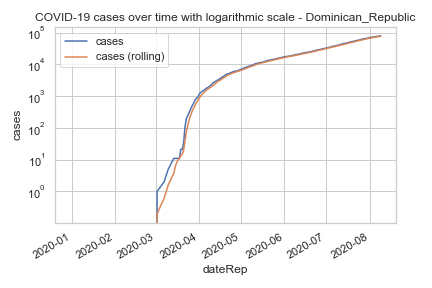 COVID-19 cases over time with logarithmic scale - Dominican_Republic
cases
cases (rolling)
10^5
10^4
10^3
10^2
10^1
10^0
cases
2020-01
2020-02
2020-03
2020-04
2020-05
2020-06
2020-07
2020-08
dateRep